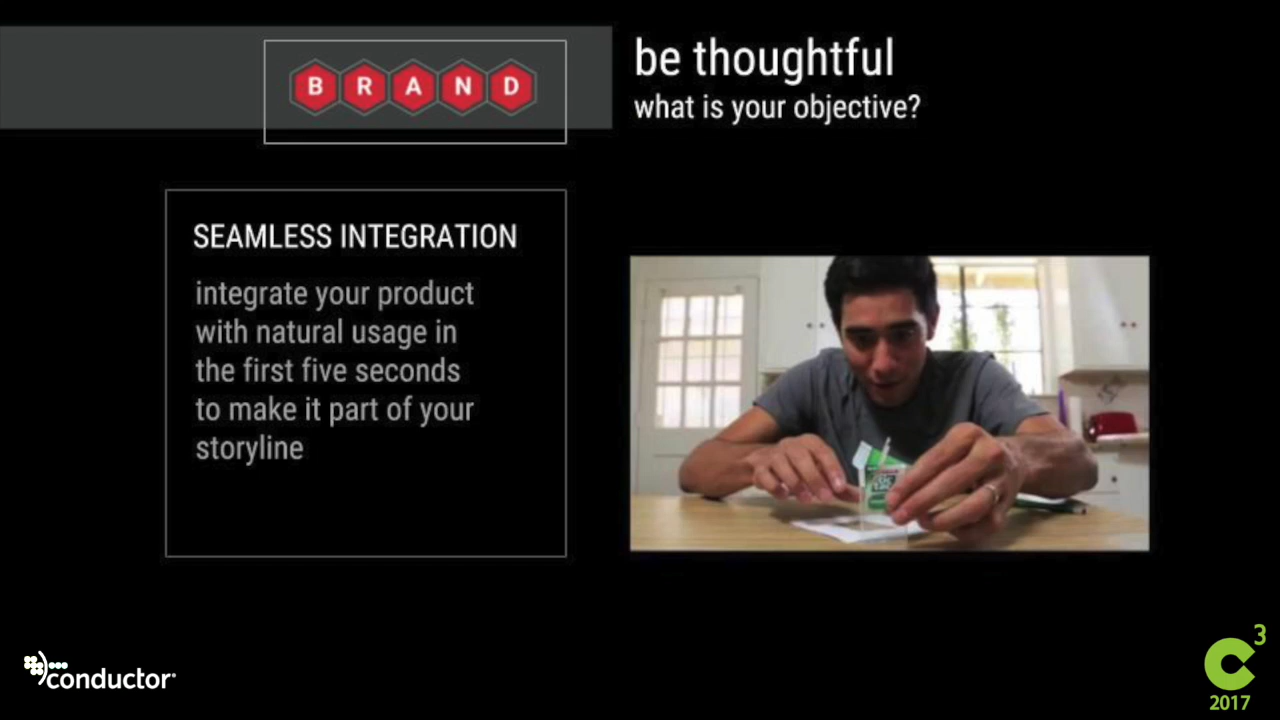 B R A N D
be thoughtful
what is your objective?
SEAMLESS INTEGRATION
integrate your product
with natural usage in
the first five seconds
to make it part of your
storyline
conductor
C3
2017